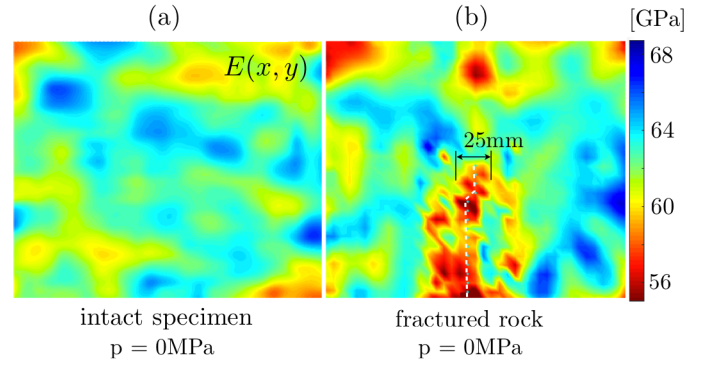 (a)
(b)
[GPa]
E(x, y)
68
25mm
64
60
56
intact specimen
p = 0MPa
fractured rock
p = 0MPa